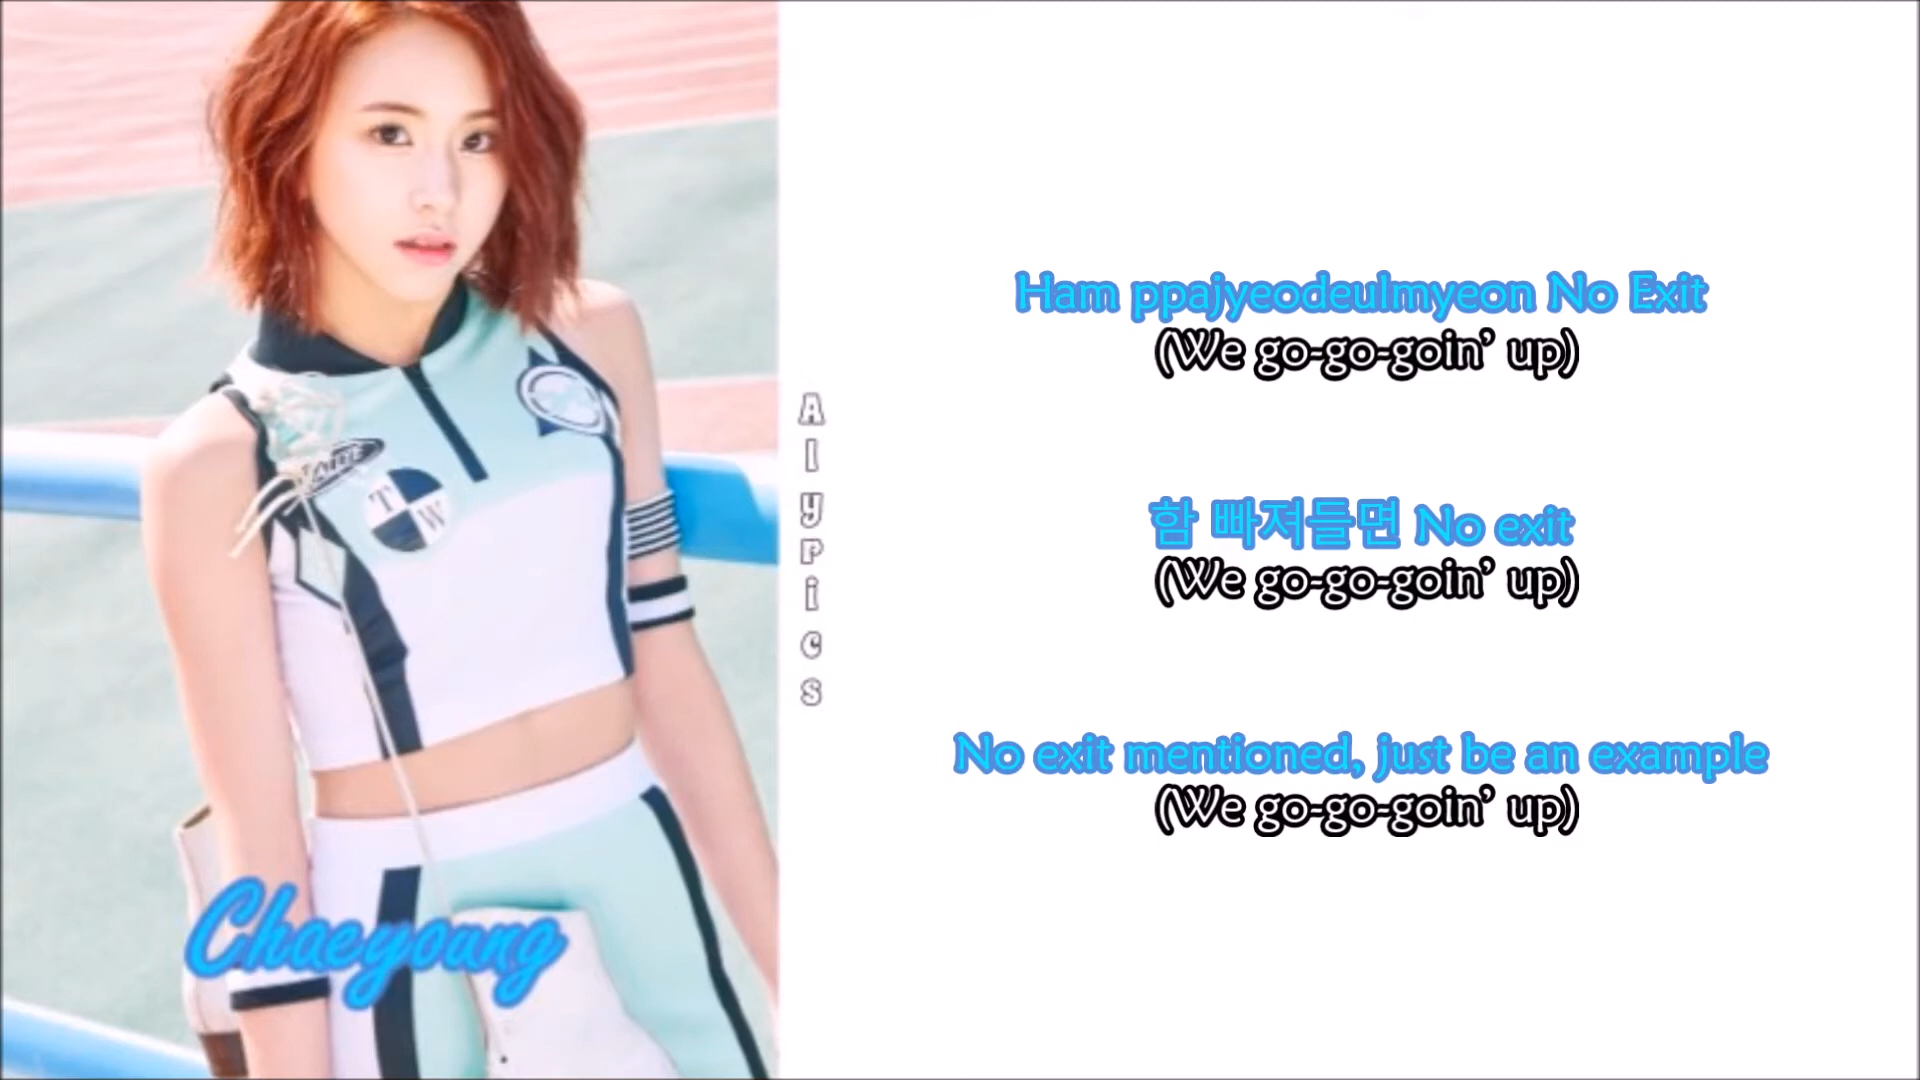 Ham ppajyeodeulmyeon No Exit
(We go-go-goin' up)
함 빠져들면 No exit
(We go-go-goin' up)
No exit mentioned, just be an example
(We go-go-goin' up)
Alypics
T W
Chaeyoung